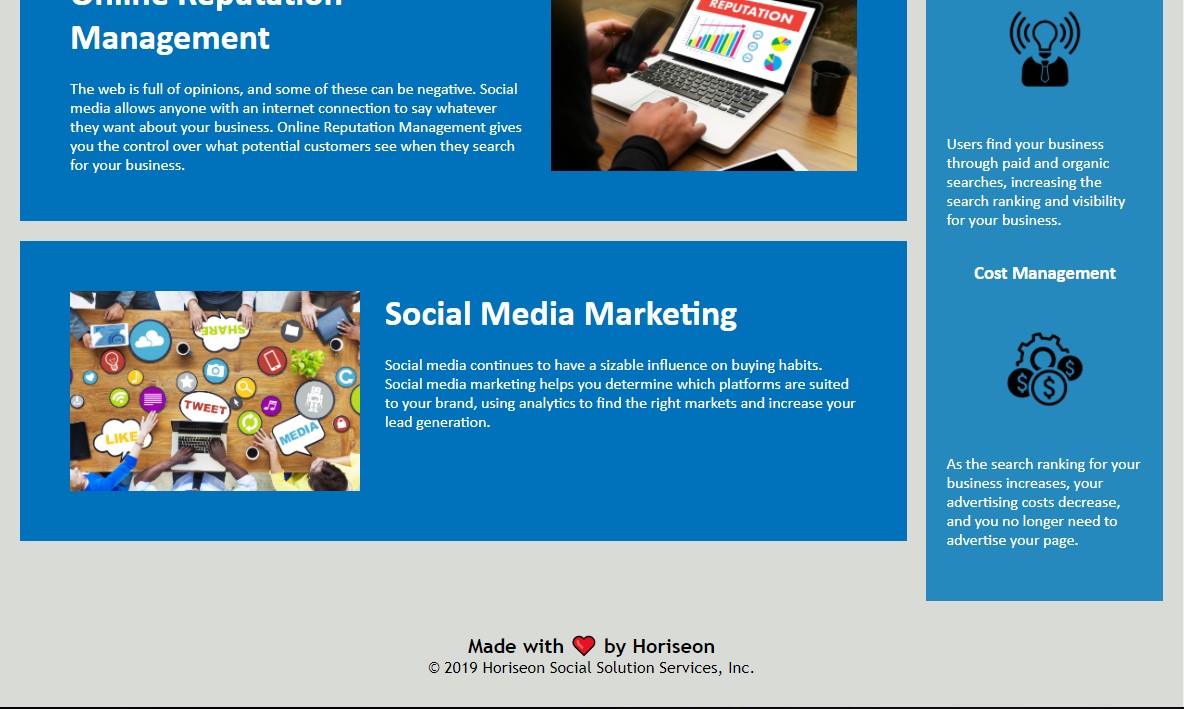 Online Reputation
Management
The web is full of opinions, and some of these can be negative. Social
media allows anyone with an internet connection to say whatever
they want about your business. Online Reputation Management gives
you the control over what potential customers see when they search
for your business.
REPUTATION
Social Media Marketing
Social media continues to have a sizable influence on buying habits.
Social media marketing helps you determine which platforms are suited
to your brand, using analytics to find the right markets and increase your
lead generation.
SHARE
TWEET
LIKE
MEDIA
Users find your business
through paid and organic
searches, increasing the
search ranking and visibility
for your business.
Cost Management
$ $ $
As the search ranking for your
business increases, your
advertising costs decrease,
and you no longer need to
advertise your page.
Made with ❤ by Horiseon
© 2019 Horiseon Social Solution Services, Inc.